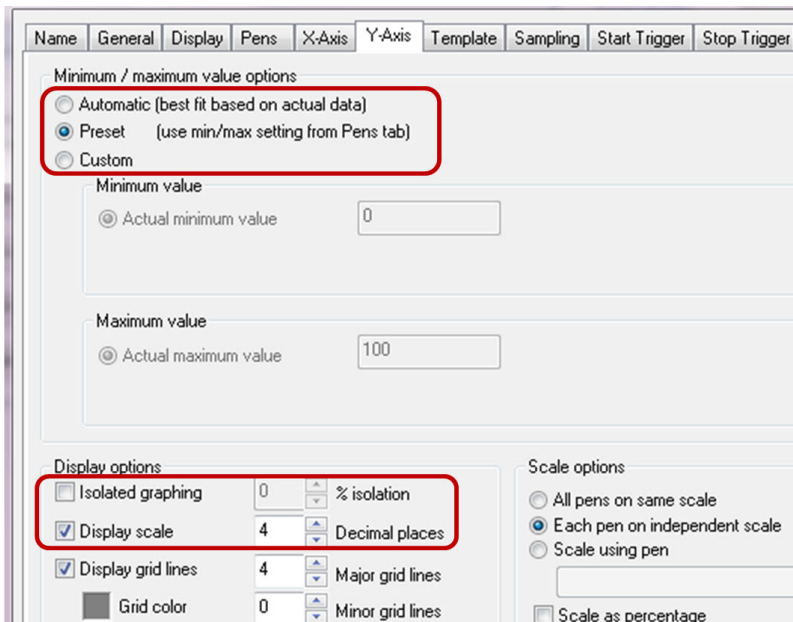 Name General Display Pens X-Axis Y-Axis Template Sampling Start Trigger Stop Trigger
Minimum / maximum value options
Automatic (best fit based on actual data)
Preset (use min/max setting from Pens tab)
Custom
Minimum value
Actual minimum value 0
Maximum value
Actual maximum value 100
Display options
Isolated graphing 0 % isolation
Display scale 4 Decimal places
Display grid lines 4 Major grid lines
Grid color 0 Minor grid lines
Scale options
All pens on same scale
Each pen on independent scale
Scale using pen
Scale as percentage